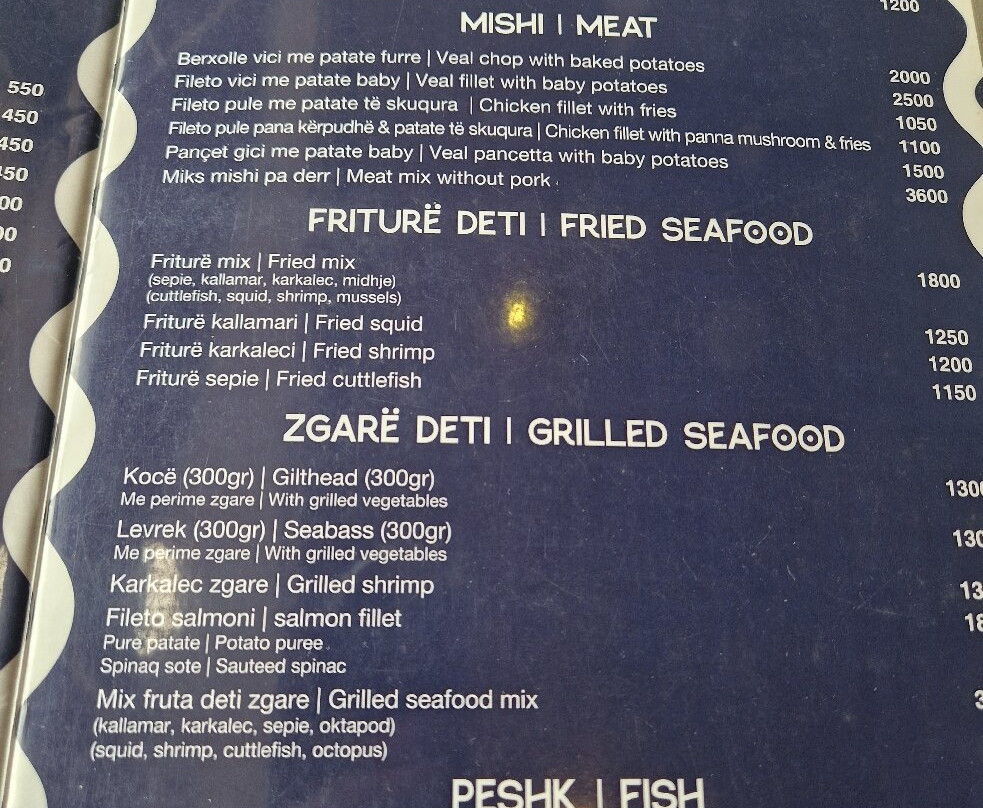 1200
550
450
450
MISHI | MEAT
Berxolle vici me patate furre | Veal chop with baked potatoes 2000
Fileto vici me patate baby | Veal fillet with baby potatoes 2500
Fileto pule me patate të skuqura | Chicken fillet with fries 1050
Fileto pule pana kërpudhë & patate të skuqura | Chicken fillet with panna mushroom & fries 1100
Pançet gici me patate baby | Veal pancetta with baby potatoes 1500
Miks mishi pa derr | Meat mix without pork 3600
FRITURË DETI | FRIED SEAFOOD
Friturë mix | Fried mix 1800
(sepie, kallamar, karkalec, midhje)
(cuttlefish, squid, shrimp, mussels)
Friturë kallamari | Fried squid 1250
Friturë karkaleci | Fried shrimp 1200
Friturë sepie | Fried cuttlefish 1150
ZGARË DETI | GRILLED SEAFOOD
Kocë (300gr) | Gilthead (300gr) 1300
Me perime zgare | With grilled vegetables
Levrek (300gr) | Seabass (300gr) 130
Me perime zgare | With grilled vegetables
Karkalec zgare | Grilled shrimp 13
Fileto salmoni | salmon fillet 18
Pure patate | Potato puree
Spinaq sote | Sauteed spinac
Mix fruta deti zgare | Grilled seafood mix 3
(kallamar, karkalec, sepie, oktapod)
(squid, shrimp, cuttlefish, octopus)
PESHK | FISH